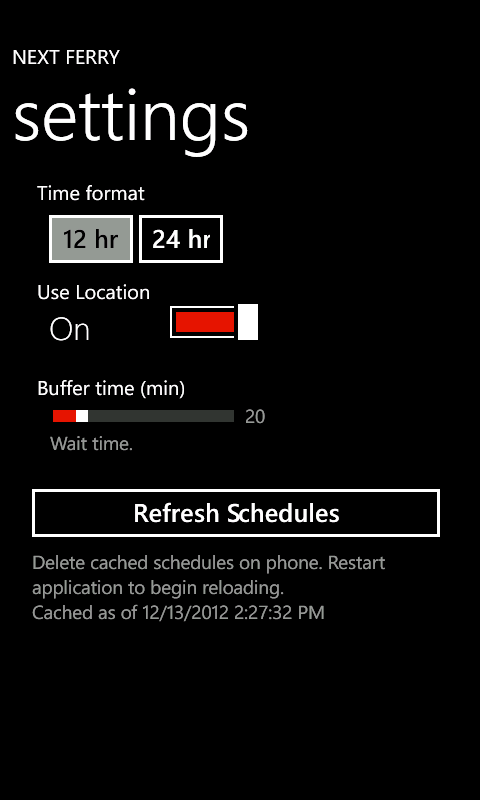 NEXT FERRY
settings
Time format
12 hr 24 hr
Use Location
On
Buffer time (min)
20
Wait time.
Refresh Schedules
Delete cached schedules on phone. Restart
application to begin reloading.
Cached as of 12/13/2012 2:27:32 PM